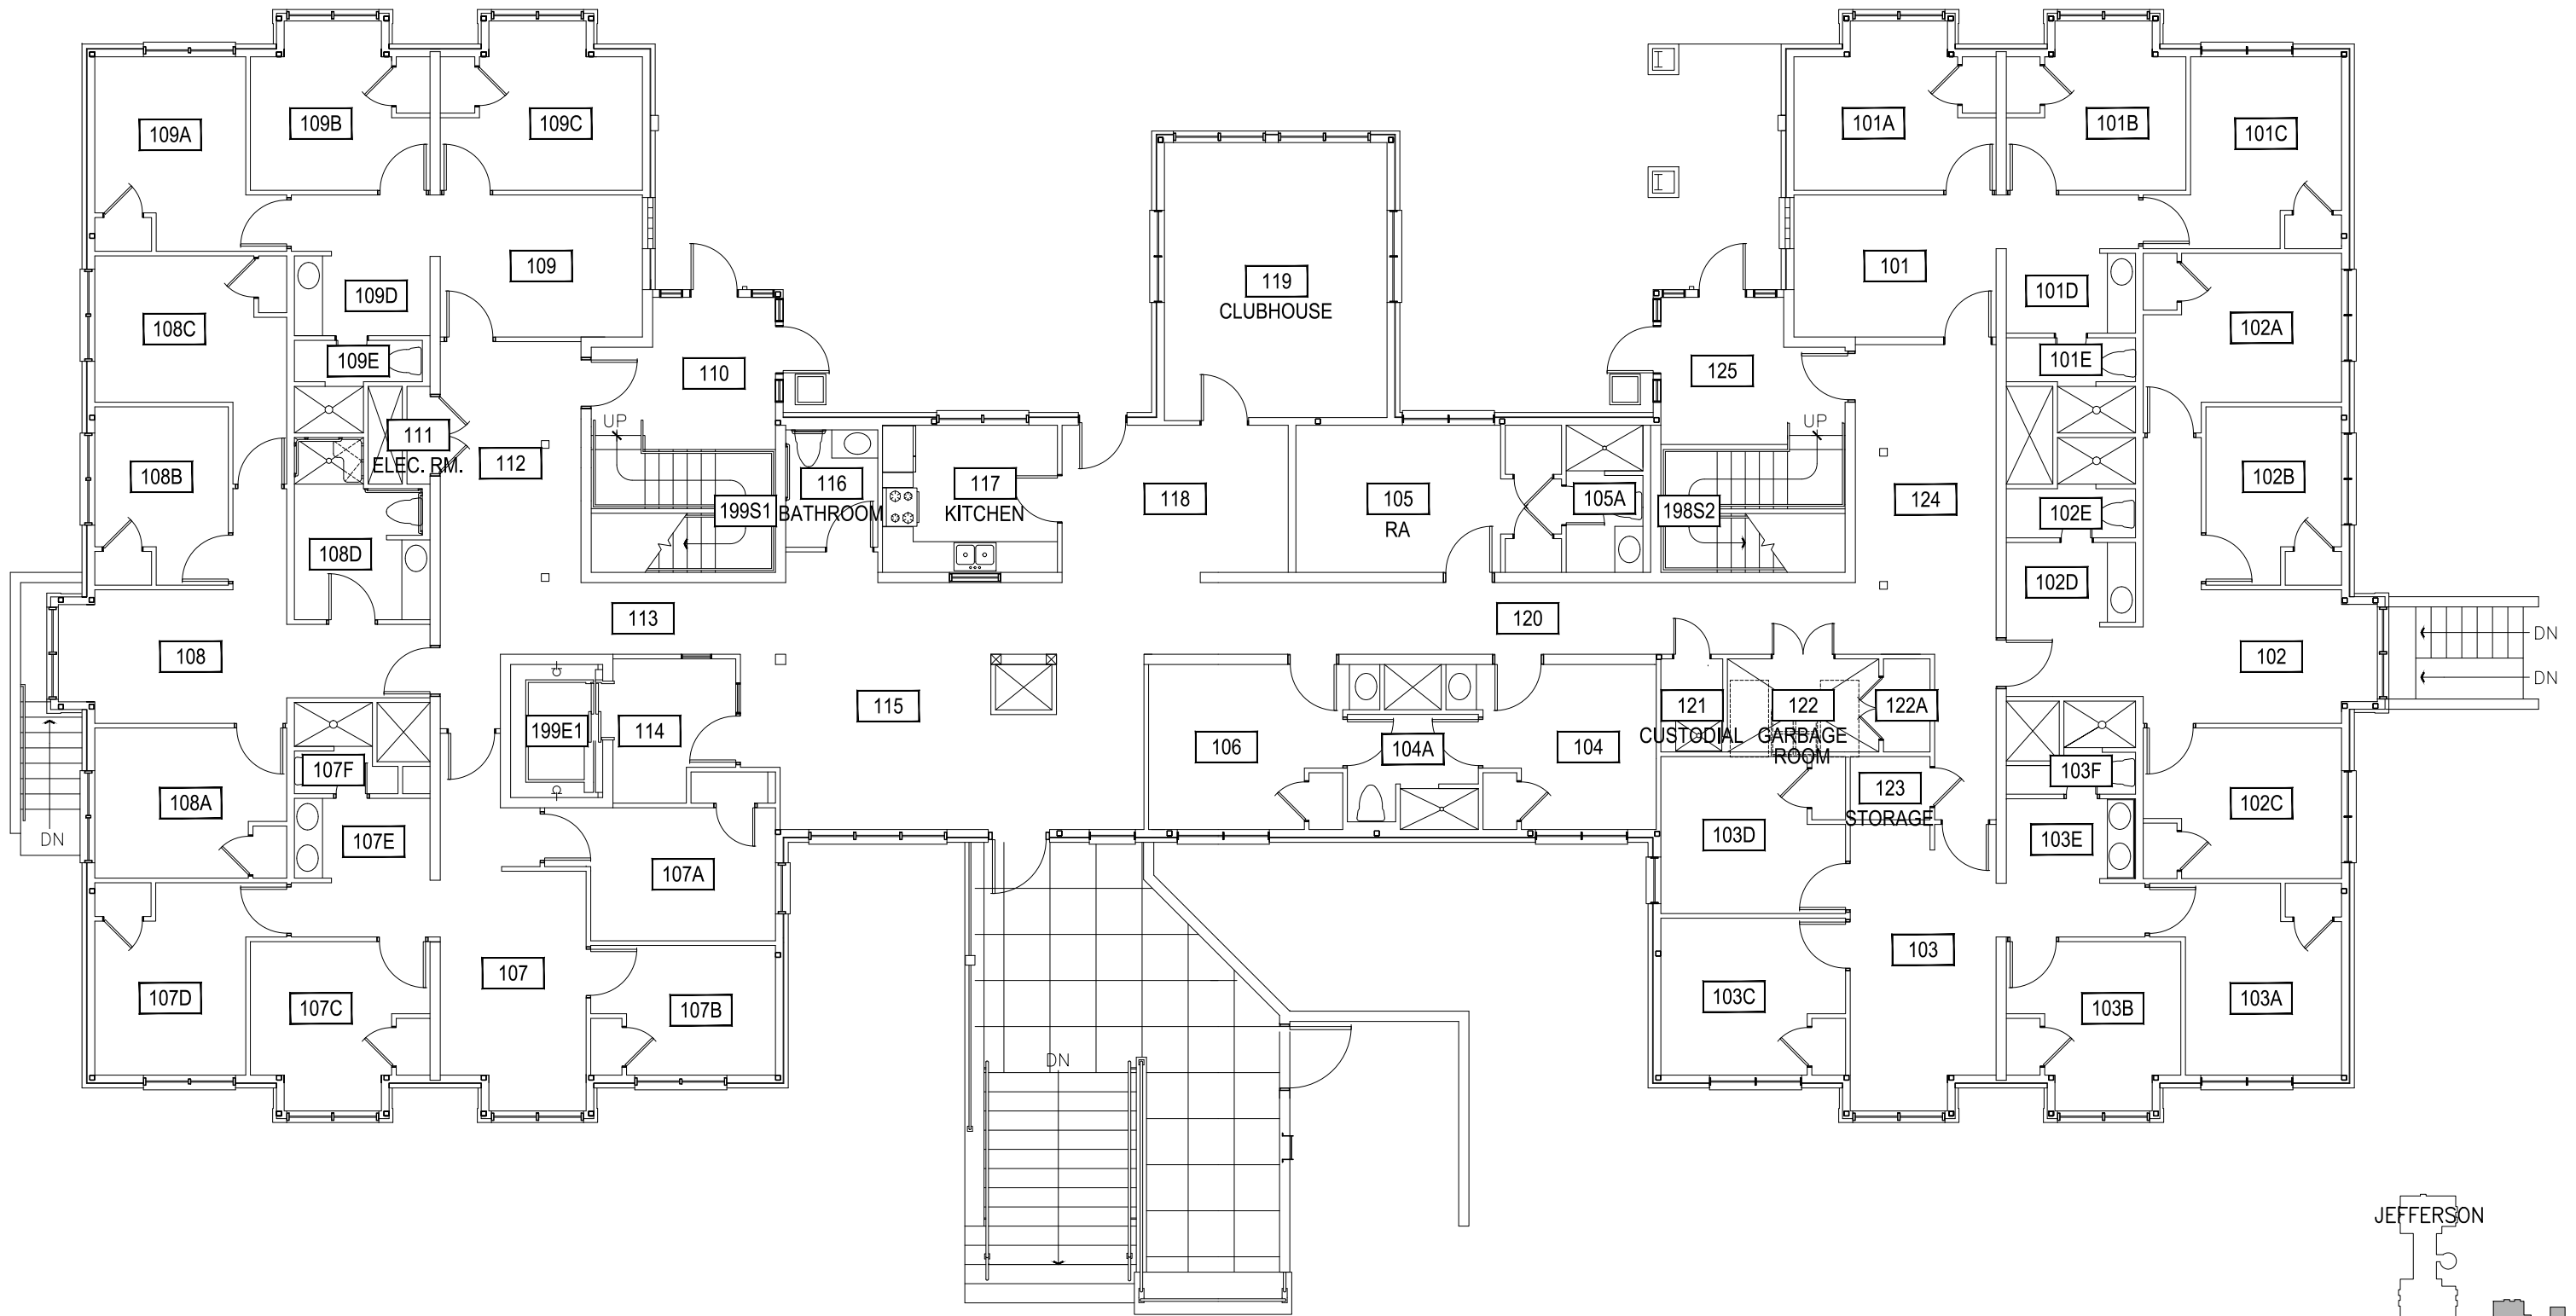 109A
109B
109C
101A
101B
101C
109
119
CLUBHOUSE
101
109D
101D
108C
102A
109E
101E
110
125
111
ELEC. RM.
UP
UP
112
108B
199S1
116
BATHROOM
117
KITCHEN
118
105
RA
105A
198S2
124
102B
102E
108D
102D
113
120
108
102
DN
DN
199E1
114
115
106
104A
104
121
CUSTODIAL
122
GARBAGE
ROOM
122A
107F
103F
108A
102C
123
STORAGE
DN
107E
103E
103D
107A
107
103
107D
107C
107B
103C
103B
103A
DN
JEFFERSON